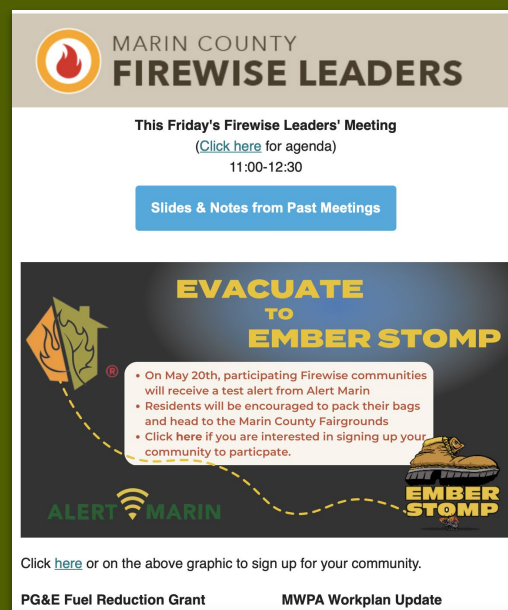 MARIN COUNTY
FIREWISE LEADERS
This Friday's Firewise Leaders' Meeting
(Click here for agenda)
11:00-12:30
Slides & Notes from Past Meetings
EVACUATE
TO
EMBER STOMP
®
• On May 20th, participating Firewise communities
will receive a test alert from Alert Marin
• Residents will be encouraged to pack their bags
and head to the Marin County Fairgrounds
• Click here if you are interested in signing up your
community to partcipate.
ALERT MARIN
EMBER
STOMP
Click here or on the above graphic to sign up for your community.
PG&E Fuel Reduction Grant
MWPA Workplan Update